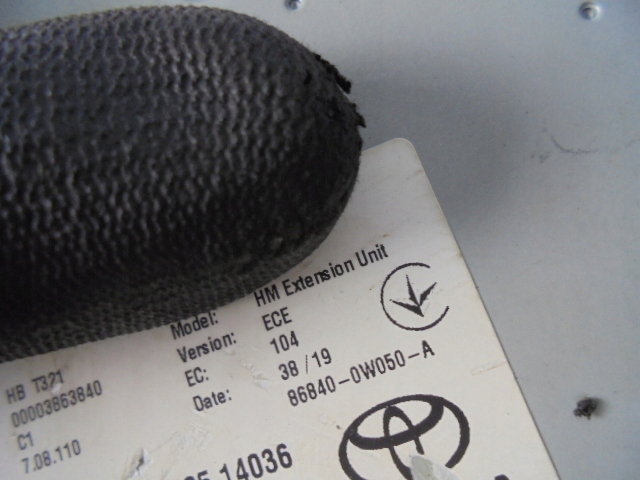 Model: HM Extension Unit
Version: ECE
EC: 104
Date: 38 / 19
86840-0W050-A
HB T321
00003863840
C1
7.08.110
14036